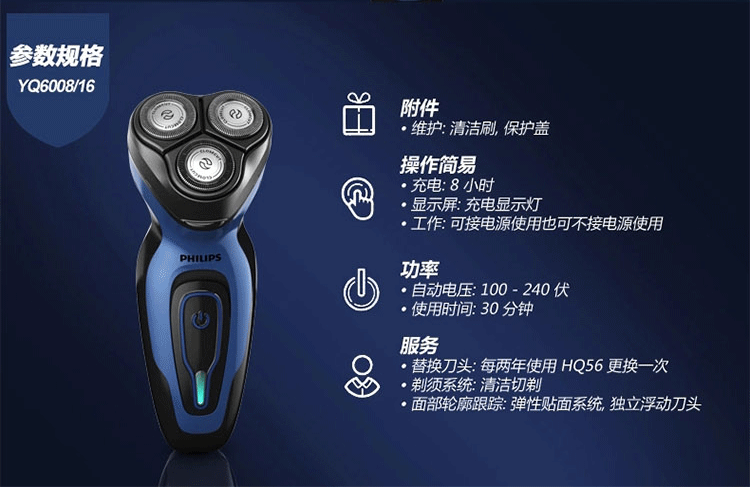 参数规格
YQ6008/16
PHILIPS
附件
• 维护: 清洁刷, 保护盖
操作简易
• 充电: 8 小时
• 显示屏: 充电显示灯
• 工作: 可接电源使用也可不接电源使用
功率
• 自动电压: 100 - 240 伏
• 使用时间: 30 分钟
服务
• 替换刀头: 每两年使用 HQ56 更换一次
• 剃须系统: 清洁切剃
• 面部轮廓跟踪: 弹性贴面系统, 独立浮动刀头